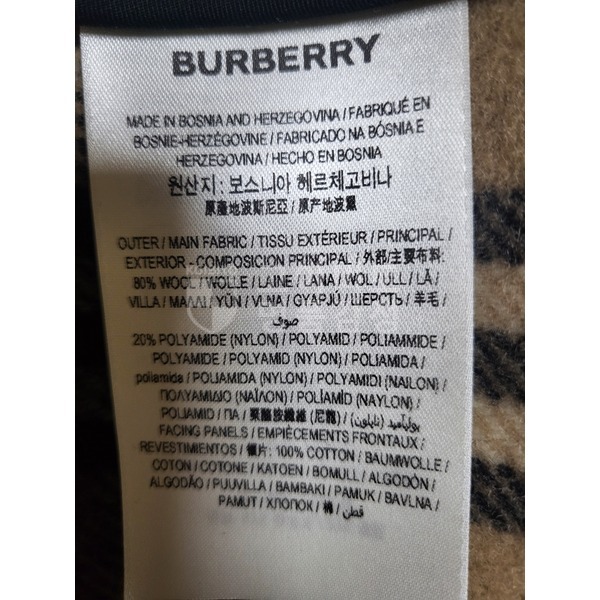 BURBERRY
MADE IN BOSNIA AND HERZEGOVINA / FABRIQUÉ EN
BOSNIE-HERZÉGOVINE / FABRICADO NA BÓSNIA E
HERZEGOVINA / HECHO EN BOSNIA
원산지 : 보스니아 헤르체고비나
原產地波斯尼亞 / 原产地波黑
OUTER / MAIN FABRIC / TISSU EXTÉRIEUR / PRINCIPAL /
EXTERIOR - COMPOSICION PRINCIPAL / 外部/主要布料:
80% WOOL / WOLLE / LAINE / LANA / WOL / ULL / LÃ /
VILLA / ΜΑΛΛΙ / YÜN / VLNA / GYAPJÚ / ШЕРСТЬ / 羊毛 /
صوف
20% POLYAMIDE (NYLON) / POLYAMID / POLIAMMIDE /
POLYAMIDE / POLYAMID (NYLON) / POLIAMIDA /
poliamida / POLIAMIDA (NYLON) / POLYAMIDI (NAILON) /
ΠΟΛΥΑΜΙΔΙΟ (ΝΑΪΛΟΝ) / POLÍAMÍD (NAYLON) /
POLIAMID / ПА / 聚醯胺纖維 (尼龍) / بوليأميد (نايلون) /
FACING PANELS / EMPIÈCEMENTS FRONTAUX /
REVESTIMIENTOS / 襯片: 100% COTTON / BAUMWOLLE /
COTON / COTONE / KATOEN / BOMULL / ALGODÓN /
ALGODÃO / PUUVILLA / ΒΑΜΒΑΚΙ / PAMUK / BAVLNA /
PAMUT / ХЛОПОК / 棉 / قطن /